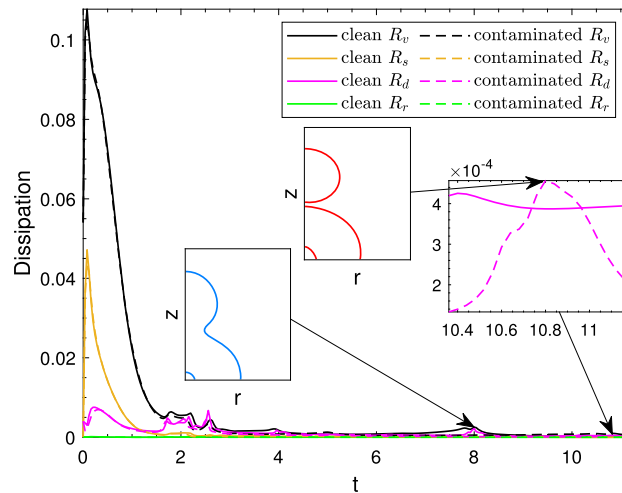 0.1
0.08
0.06
0.04
0.02
0
Dissipation
clean R_v contaminated R_v
clean R_s contaminated R_s
clean R_d contaminated R_d
clean R_r contaminated R_r
z
r
z
r
×10^-4
4
3
2
10.4 10.6 10.8 11
0 2 4 6 8 10
t